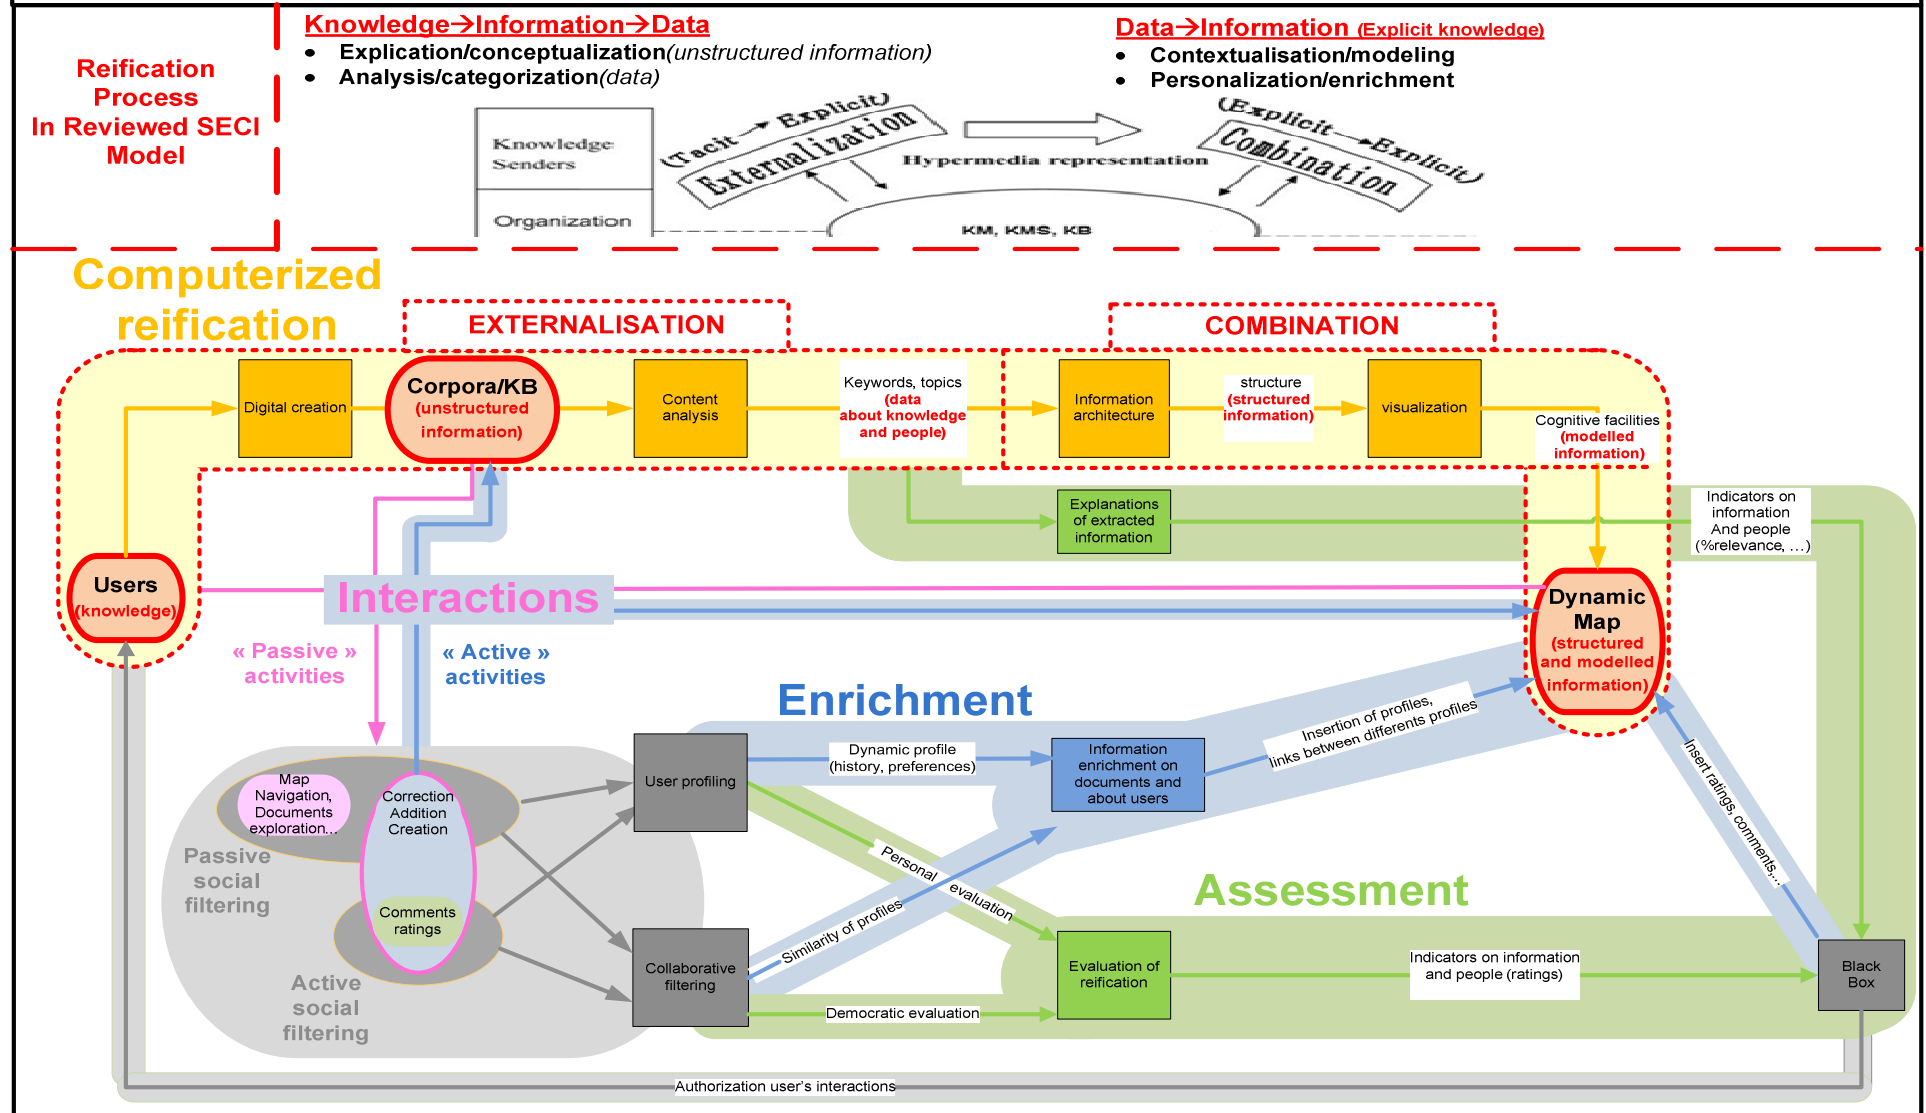 Reification
Process
In Reviewed SECI
Model
Knowledge→Information→Data
• Explication/conceptualization(unstructured information)
• Analysis/categorization(data)
Data→Information (Explicit knowledge)
• Contextualisation/modeling
• Personalization/enrichment
Knowledge
Senders
Organization
(Tacit → Explicit)
Externalization
Hypermedia representation
(Explicit → Explicit)
Combination
KM, KMS, KB
Computerized
reification
EXTERNALISATION
COMBINATION
Digital creation
Corpora/KB
(unstructured
information)
Content
analysis
Keywords, topics
(data
about knowledge
and people)
Information
architecture
structure
(structured
information)
visualization
Cognitive facilities
(modelled
information)
Explanations
of extracted
information
Indicators on
information
And people
(%relevance, …)
Users
(knowledge)
Interactions
Dynamic
Map
(structured
and modelled
information)
« Passive »
activities
« Active »
activities
Enrichment
User profiling
Dynamic profile
(history, preferences)
Information
enrichment on
documents and
about users
Insertion of profiles,
links between differents profiles
Insert ratings, comments,…
Map
Navigation,
Documents
exploration…
Correction
Addition
Creation
Passive
social
filtering
Comments
ratings
Active
social
filtering
Personal evaluation
Similarity of profiles
Assessment
Collaborative
filtering
Democratic evaluation
Evaluation of
reification
Indicators on information
and people (ratings)
Black
Box
Authorization user's interactions